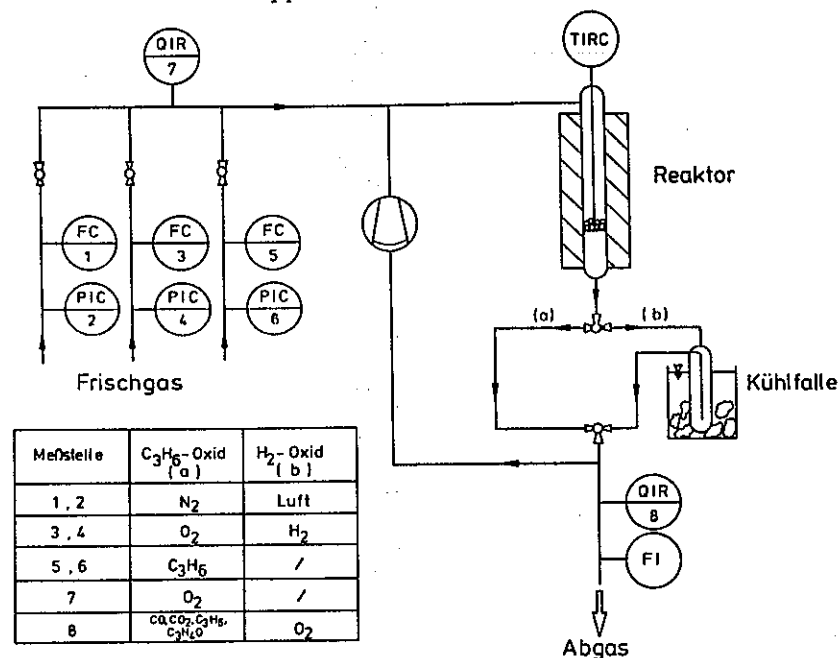 QIR
7
TIRC
Reaktor
FC
1
FC
3
FC
5
PIC
2
PIC
4
PIC
6
(a)
(b)
Frischgas
Kühlfalle
Meßstelle C₃H₆-Oxid (a) H₂-Oxid (b)
1, 2 N₂ Luft
3, 4 O₂ H₂
5, 6 C₃H₆ /
7 O₂ /
8 CO, CO₂, C₃H₆, C₃H₄O O₂
QIR
8
FI
Abgas